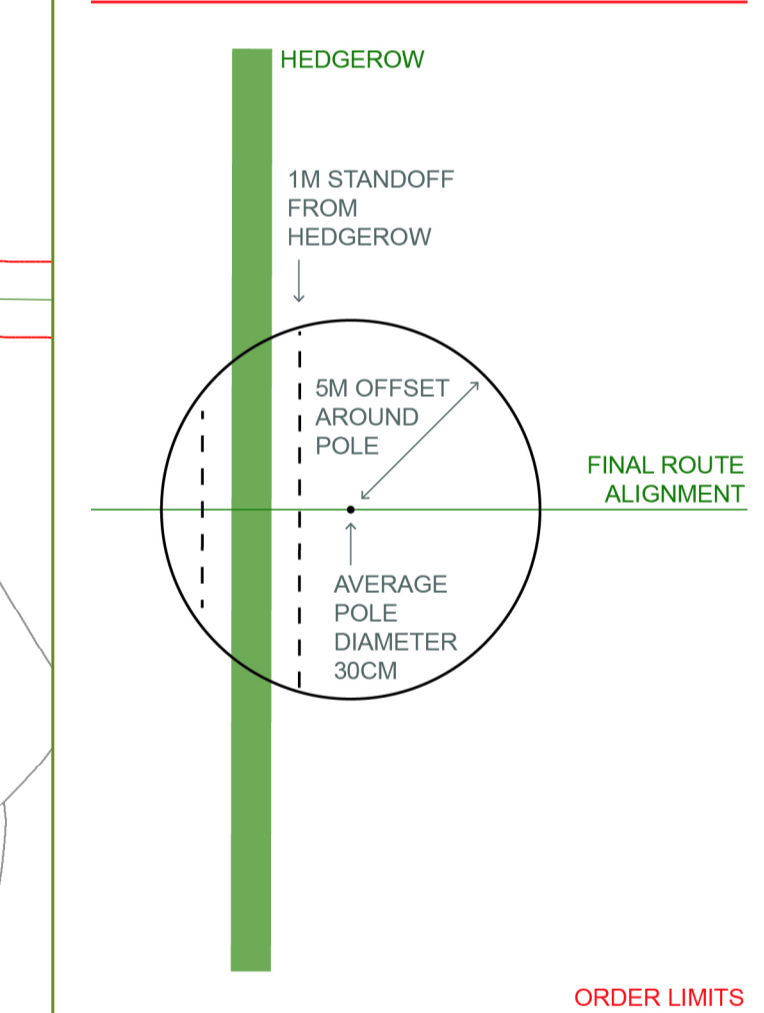 HEDGEROW
1M STANDOFF
FROM
HEDGEROW
5M OFFSET
AROUND
POLE
FINAL ROUTE
ALIGNMENT
AVERAGE
POLE
DIAMETER
30CM
ORDER LIMITS